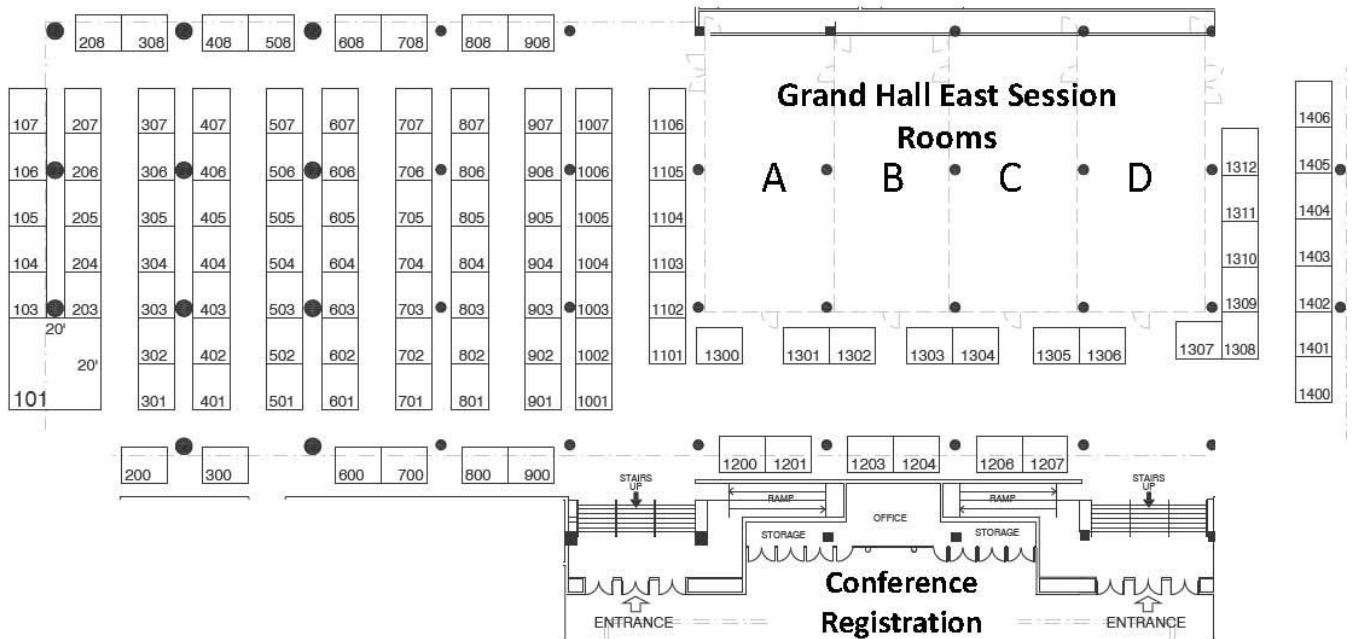 208 308 408 508 608 708 808 908
Grand Hall East Session
Rooms
A B C D
107 207 307 407 507 607 707 807 907 1007 1106
106 206 306 406 506 606 706 806 906 1006 1105
105 205 305 405 505 605 705 805 905 1005 1104
104 204 304 404 504 604 704 804 904 1004 1103
103 203 303 403 503 603 703 803 903 1003 1102
20'
20'
101
302 402 502 602 702 802 902 1002 1101
301 401 501 601 701 801 901 1001
1300 1301 1302 1303 1304 1305 1306 1307 1308
1312
1311
1310
1309
1406
1405
1404
1403
1402
1401
1400
200 300 600 700 800 900 1200 1201 1203 1204 1206 1207
STAIRS
UP
RAMP
OFFICE
RAMP
STAIRS
UP
STORAGE
STORAGE
Conference
Registration
ENTRANCE
ENTRANCE